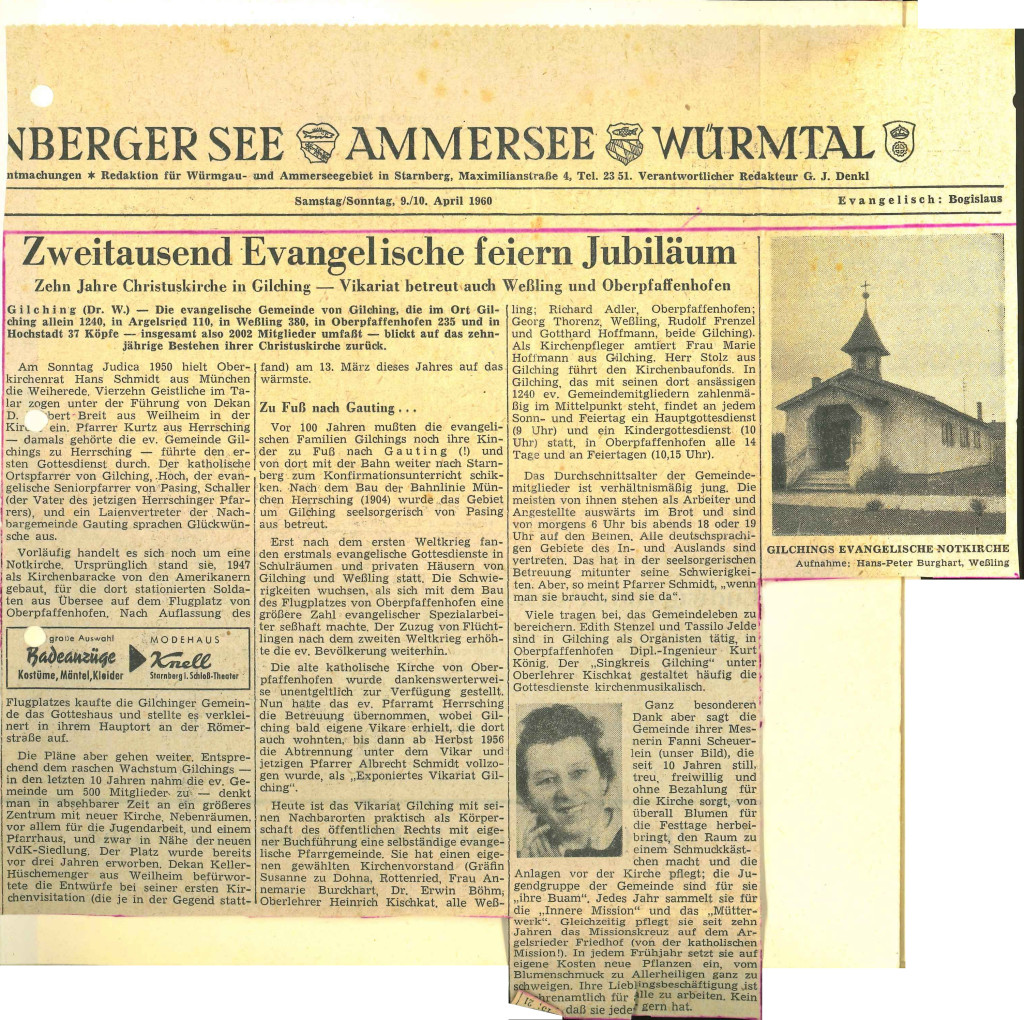 NBERGER SEE AMMERSEE WÜRMTAL
ntmachungen * Redaktion für Würmgau- und Ammerseegebiet in Starnberg, Maximilianstraße 4, Tel. 23 51. Verantwortlicher Redakteur G. J. Denkl
Samstag/Sonntag, 9./10. April 1960
Evangelisch: Bogislaus
Zweitausend Evangelische feiern Jubiläum
Zehn Jahre Christuskirche in Gilching — Vikariat betreut auch Weßling und Oberpfaffenhofen
Gilching (Dr. W.) — Die evangelische Gemeinde von Gilching, die im Ort Gil-
ching allein 1240, in Argelsried 110, in Weßling 380, in Oberpfaffenhofen 235 und in
Hochstadt 37 Köpfe — insgesamt also 2002 Mitglieder umfaßt — blickt auf das zehn-
jährige Bestehen ihrer Christuskirche zurück.
Am Sonntag Judica 1950 hielt Ober-
kirchenrat Hans Schmidt aus München
die Weiherede. Vierzehn Geistliche im Ta-
lar zogen unter der Führung von Dekan
D. bert Breit aus Weilheim in der
Kir ein. Pfarrer Kurtz aus Herrsching
— damals gehörte die ev. Gemeinde Gil-
chings zu Herrsching — führte den er-
sten Gottesdienst durch. Der katholische
Ortspfarrer von Gilching, Hoch, der evan-
gelische Seniorpfarrer von Pasing, Schaller
(der Vater des jetzigen Herrschinger Pfar-
rers), und ein Laienvertreter der Nach-
bargemeinde Gauting sprachen Glückwün-
sche aus.
Vorläufig handelt es sich noch um eine
Notkirche. Ursprünglich stand sie, 1947
als Kirchenbaracke von den Amerikanern
gebaut, für die dort stationierten Solda-
ten aus Übersee auf dem Flugplatz von
Oberpfaffenhofen. Nach Auflassung des
große Auswahl
Badeanzüge
Kostüme, Mäntel, Kleider
MODEHAUS
Knell
Starnberg i. Schloß-Theater
Flugplatzes kaufte die Gilchinger Gemein-
de das Gotteshaus und stellte es verklei-
nert in ihrem Hauptort an der Römer-
straße auf.
Die Pläne aber gehen weiter. Entspre-
chend dem raschen Wachstum Gilchings —
in den letzten 10 Jahren nahm die ev. Ge-
meinde um 500 Mitglieder zu — denkt
man in absehbarer Zeit an ein größeres
Zentrum mit neuer Kirche, Nebenräumen,
vor allem für die Jugendarbeit, und einem
Pfarrhaus, und zwar in Nähe der neuen
VdK-Siedlung. Der Platz wurde bereits
vor drei Jahren erworben. Dekan Keller-
Hüschemenger aus Weilheim befürwor-
tete die Entwürfe bei seiner ersten Kir-
chenvisitation (die je in der Gegend statt-
fand) am 13. März dieses Jahres auf das
wärmste.
Zu Fuß nach Gauting . . .
Vor 100 Jahren mußten die evangeli-
schen Familien Gilchings noch ihre Kin-
der zu Fuß nach Gauting (!) und
von dort mit der Bahn weiter nach Starn-
berg zum Konfirmationsunterricht schik-
ken. Nach dem Bau der Bahnlinie Mün-
chen Herrsching (1904) wurde das Gebiet
um Gilching seelsorgerisch von Pasing
aus betreut.
Erst nach dem ersten Weltkrieg fan-
den erstmals evangelische Gottesdienste in
Schulräumen und privaten Häusern von
Gilching und Weßling statt. Die Schwie-
rigkeiten wuchsen, als sich mit dem Bau
des Flugplatzes von Oberpfaffenhofen eine
größere Zahl evangelischer Spezialarbei-
ter seßhaft machte. Der Zuzug von Flücht-
lingen nach dem zweiten Weltkrieg erhöh-
te die ev. Bevölkerung weiterhin.
Die alte katholische Kirche von Ober-
pfaffenhofen wurde dankenswerterwei-
se unentgeltlich zur Verfügung gestellt.
Nun hatte das ev. Pfarramt Herrsching
die Betreuung übernommen, wobei Gil-
ching bald eigene Vikare erhielt, die dort
auch wohnten, bis dann ab Herbst 1956
die Abtrennung unter dem Vikar und
jetzigen Pfarrer Albrecht Schmidt vollzo-
gen wurde, als „Exponiertes Vikariat Gil-
ching“.
Heute ist das Vikariat Gilching mit sei-
nen Nachbarorten praktisch als Körper-
schaft des öffentlichen Rechts mit eige-
ner Buchführung eine selbständige evange-
lische Pfarrgemeinde. Sie hat einen eige-
nen gewählten Kirchenvorstand (Gräfin
Susanne zu Dohna, Rottenried, Frau An-
nemarie Burckhart, Dr. Erwin Böhm,
Oberlehrer Heinrich Kischkat, alle Weß-
ling; Richard Adler, Oberpfaffenhofen;
Georg Thorenz, Weßling, Rudolf Frenzel
und Gotthard Hoffmann, beide Gilching).
Als Kirchenpfleger amtiert Frau Marie
Hoffmann aus Gilching. Herr Stolz aus
Gilching führt den Kirchenbaufonds. In
Gilching, das mit seinen dort ansässigen
1240 ev. Gemeindemitgliedern zahlenmä-
ßig im Mittelpunkt steht, findet an jedem
Sonn- und Feiertag ein Hauptgottesdienst
(9 Uhr) und ein Kindergottesdienst (10
Uhr) statt, in Oberpfaffenhofen alle 14
Tage und an Feiertagen (10,15 Uhr).
Das Durchschnittsalter der Gemeinde-
mitglieder ist verhältnismäßig jung. Die
meisten von ihnen stehen als Arbeiter und
Angestellte auswärts im Brot und sind
von morgens 6 Uhr bis abends 18 oder 19
Uhr auf den Beinen. Alle deutschsprachi-
gen Gebiete des In- und Auslands sind
vertreten. Das hat in der seelsorgerischen
Betreuung mitunter seine Schwierigkei-
ten. Aber, so meint Pfarrer Schmidt, „wenn
man sie braucht, sind sie da“.
Viele tragen bei, das Gemeindeleben zu
bereichern. Edith Stenzel und Tassilo Jelde
sind in Gilching als Organisten tätig, in
Oberpfaffenhofen Dipl.-Ingenieur Kurt
König. Der „Singkreis Gilching“ unter
Oberlehrer Kischkat gestaltet häufig die
Gottesdienste kirchenmusikalisch.
Ganz besonderen
Dank aber sagt die
Gemeinde ihrer Mes-
nerin Fanni Scheuer-
lein (unser Bild), die
seit 10 Jahren still,
treu, freiwillig und
ohne Bezahlung für
die Kirche sorgt, von
überall Blumen für
die Festtage herbei-
bringt, den Raum zu
einem Schmuckkäst-
chen macht und die
Anlagen vor der Kirche pflegt; die Ju-
gendgruppe der Gemeinde sind für sie
„ihre Buam“. Jedes Jahr sammelt sie für
die „Innere Mission“ und das „Mütter-
werk“. Gleichzeitig pflegt sie seit zehn
Jahren das Missionskreuz auf dem Ar-
gelsrieder Friedhof (von der katholischen
Mission!). In jedem Frühjahr setzt sie auf
eigene Kosten neue Pflanzen ein, vom
Blumenschmuck zu Allerheiligen ganz zu
schweigen. Ihre Lieblingsbeschäftigung ist
hrenamtlich für alle zu arbeiten. Kein
daß sie jeder gern hat.
GILCHINGS EVANGELISCHE NOTKIRCHE
Aufnahme: Hans-Peter Burghart, Weßling